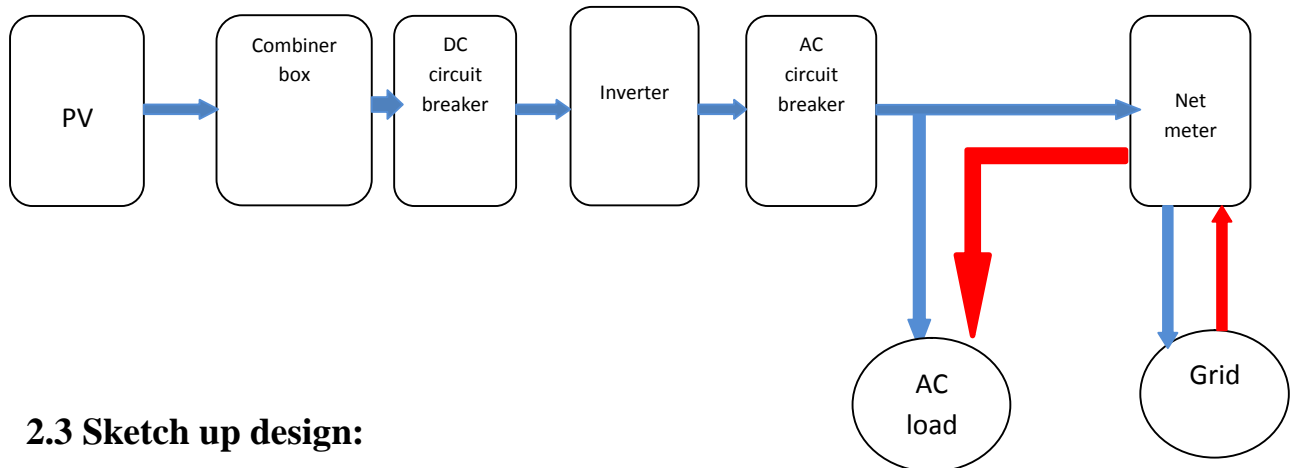 PV
Combiner
box
DC
circuit
breaker
Inverter
AC
circuit
breaker
Net
meter
AC
load
Grid
2.3 Sketch up design: